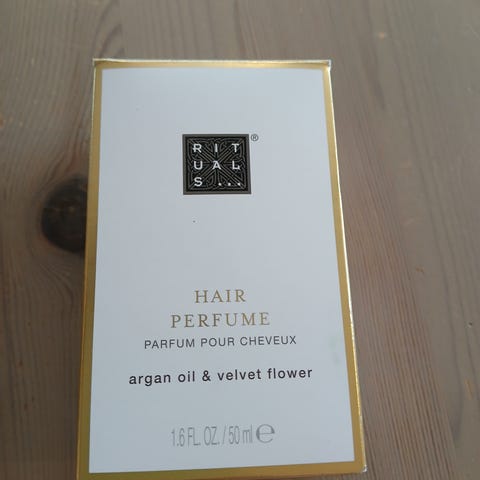 RIT
UAL
S...
®
HAIR
PERFUME
PARFUM POUR CHEVEUX
argan oil & velvet flower
1.6 FL. OZ. / 50 ml ℮